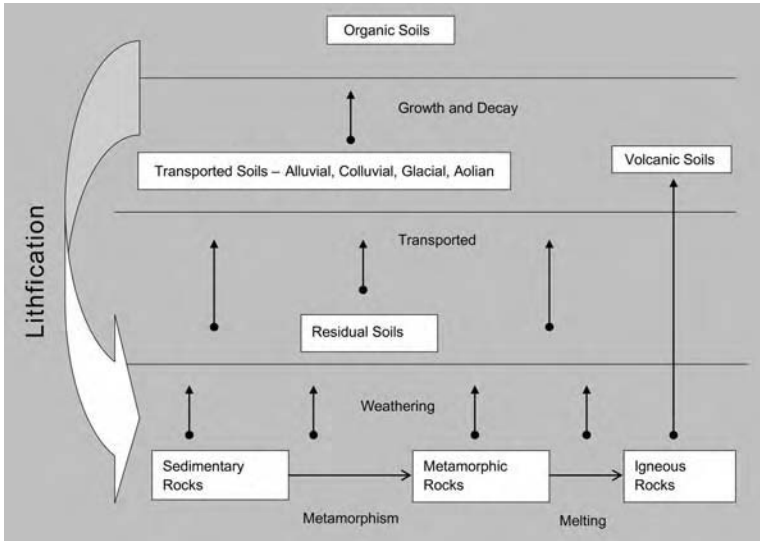 Organic Soils
Growth and Decay
Transported Soils – Alluvial, Colluvial, Glacial, Aolian
Volcanic Soils
Transported
Lithfication
Residual Soils
Weathering
Sedimentary
Rocks
Metamorphic
Rocks
Igneous
Rocks
Metamorphism
Melting